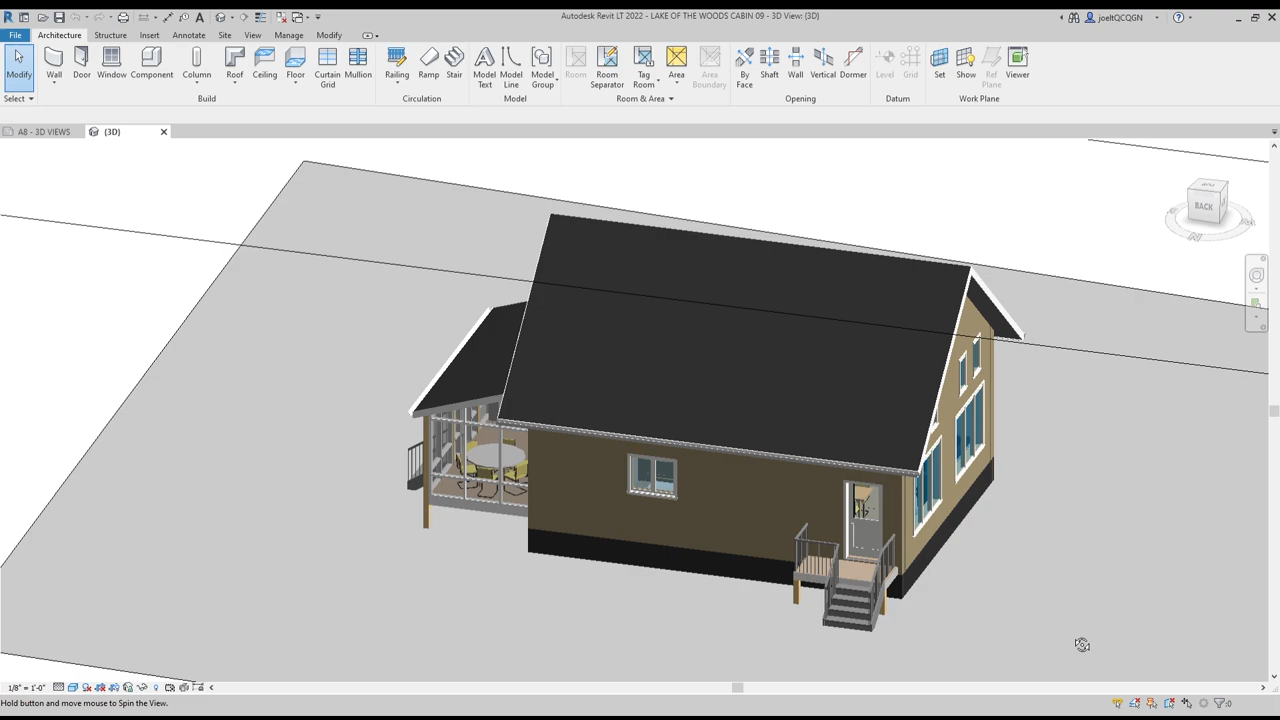 Autodesk Revit LT 2022 - LAKE OF THE WOODS CABIN 09 - 3D View: {3D}
joeltQCQGN
File Architecture Structure Insert Annotate Site View Manage Modify
Modify Wall Door Window Component Column Roof Ceiling Floor Curtain Grid Mullion Railing Ramp Stair Model Text Model Line Model Group Room Room Separator Tag Room Area Area Boundary By Face Shaft Wall Vertical Dormer Level Grid Set Show Ref Plane Viewer
Select Build Circulation Model Room & Area Opening Datum Work Plane
A8 - 3D VIEWS {3D}
BACK
1/8" = 1'-0"
Hold button and move mouse to Spin the View.
:0